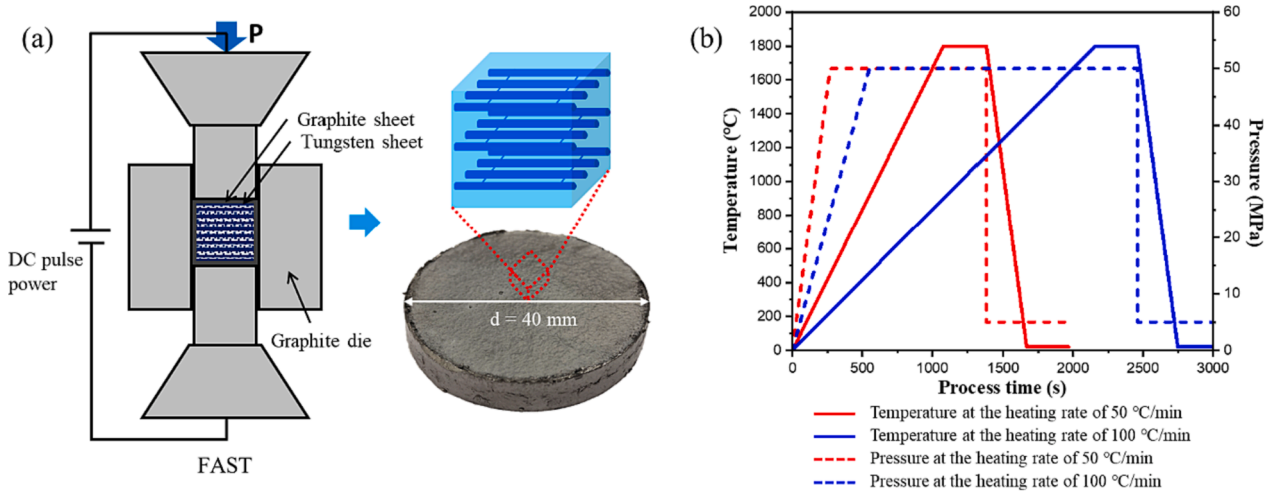 (a)
P
Graphite sheet
Tungsten sheet
DC pulse
power
Graphite die
FAST
d = 40 mm
(b)
2000
1800
1600
1400
1200
1000
800
600
400
200
0
Temperature (℃)
60
50
40
30
20
10
0
Pressure (MPa)
0 500 1000 1500 2000 2500 3000
Process time (s)
Temperature at the heating rate of 50 ℃/min
Temperature at the heating rate of 100 ℃/min
Pressure at the heating rate of 50 ℃/min
Pressure at the heating rate of 100 ℃/min